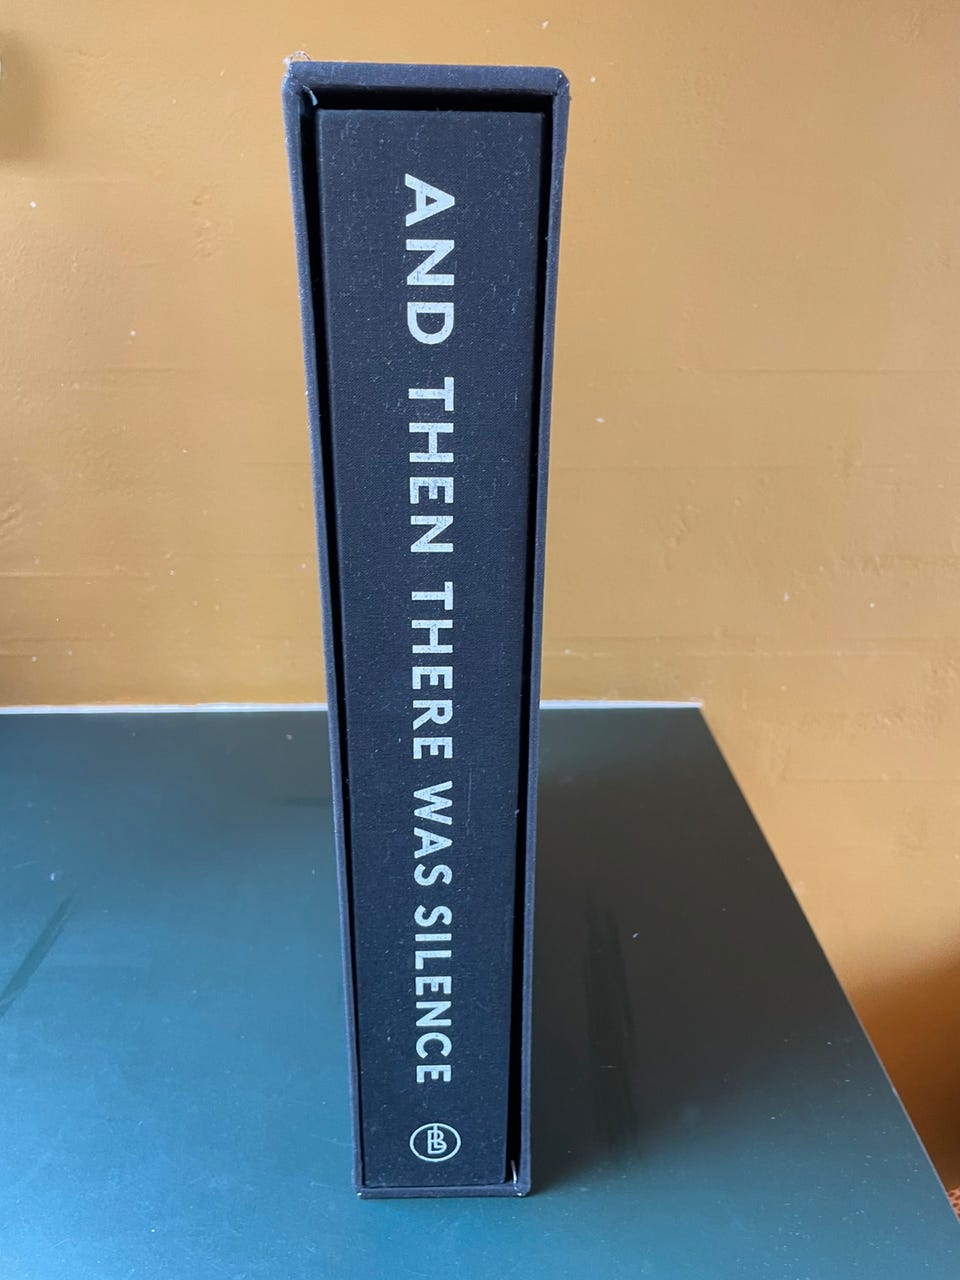 AND THEN THERE WAS SILENCE